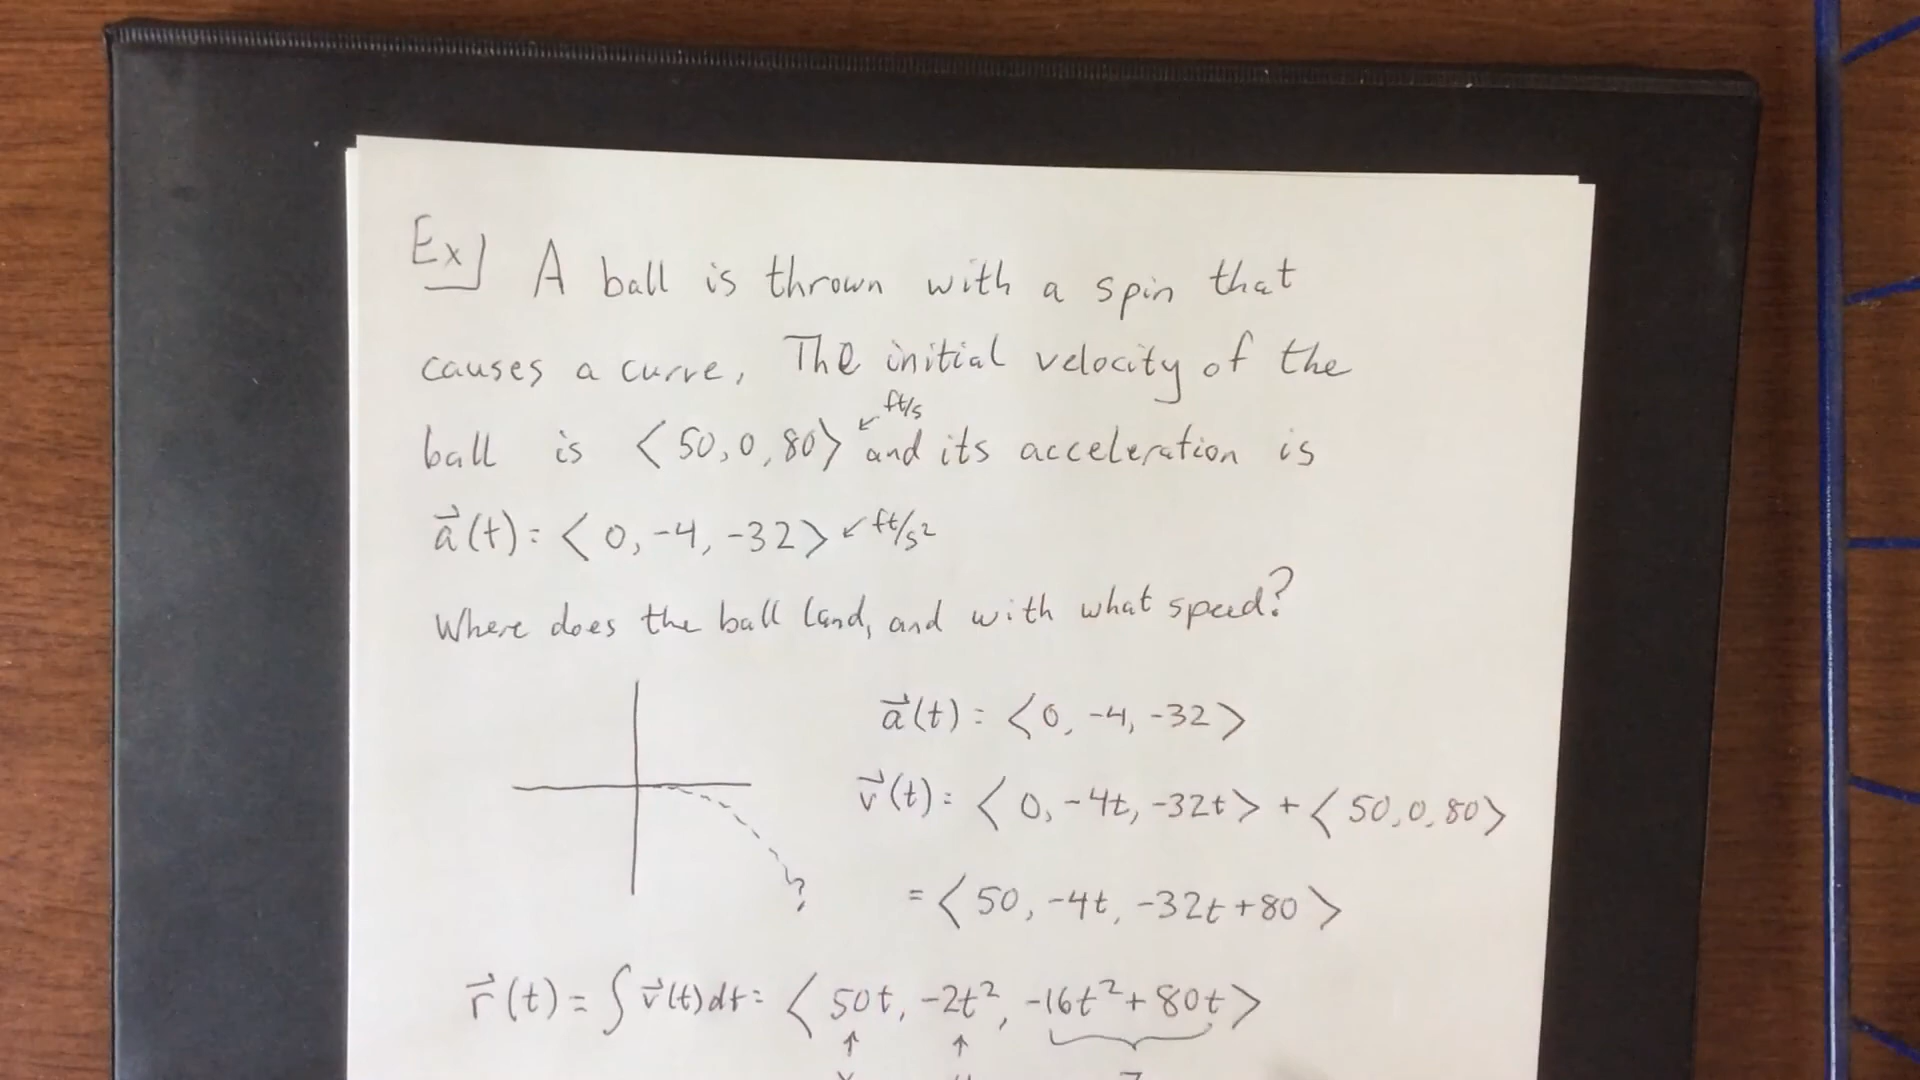 Ex] A ball is thrown with a spin that
causes a curve. The initial velocity of the
ft/s
ball is ⟨50,0,80⟩ ↙ and its acceleration is
a⃗(t) = ⟨0,-4,-32⟩ ↙ ft/s²
Where does the ball land, and with what speed?
a⃗(t) = ⟨0,-4,-32⟩
v⃗(t) = ⟨0,-4t,-32t⟩ + ⟨50,0,80⟩
?
= ⟨50,-4t,-32t+80⟩
r⃗(t) = ∫v⃗(t)dt = ⟨50t, -2t², -16t²+80t⟩
↑ ↑